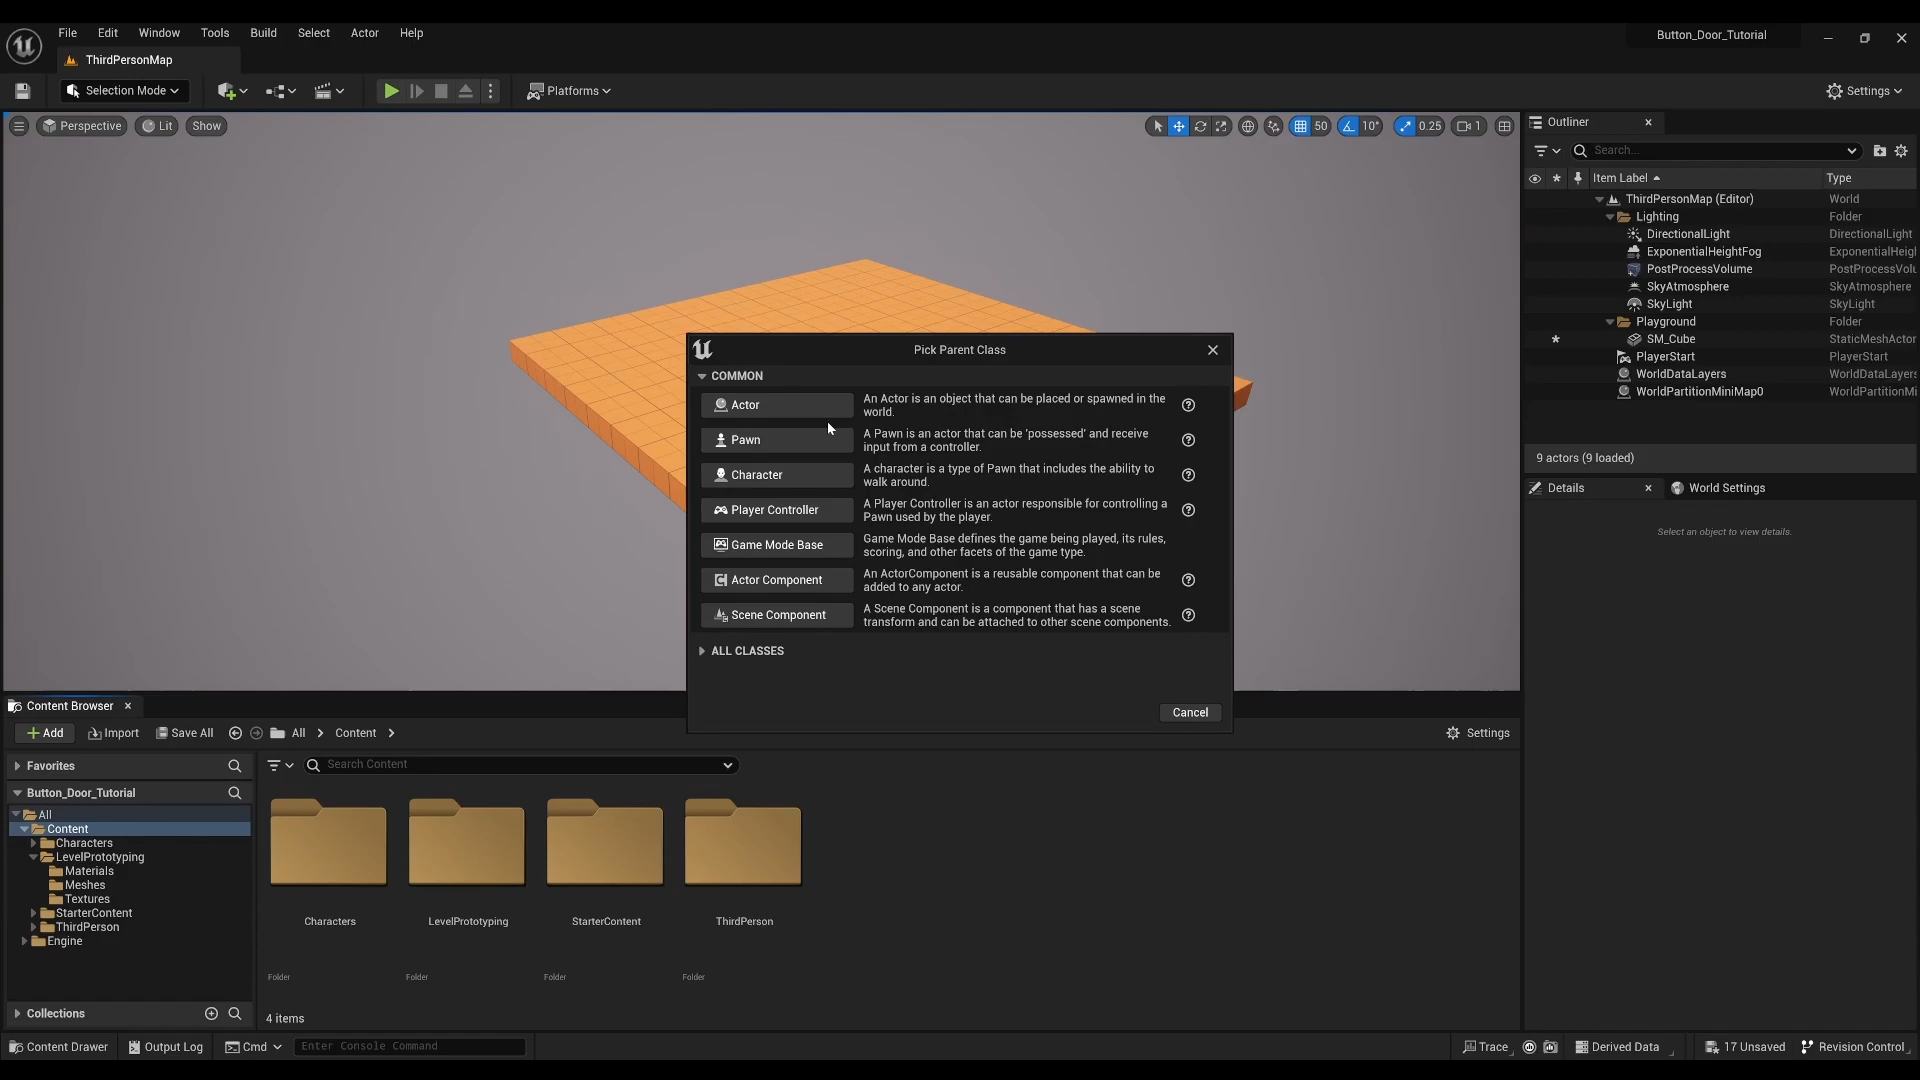 File Edit Window Tools Build Select Actor Help
Button_Door_Tutorial
ThirdPersonMap
Selection Mode
Platforms
Settings
Perspective Lit Show
50 10° 0.25 1
Outliner
Search...
Item Label Type
ThirdPersonMap (Editor) World
Lighting Folder
DirectionalLight DirectionalLight
ExponentialHeightFog ExponentialHeigh
PostProcessVolume PostProcessVolu
SkyAtmosphere SkyAtmosphere
SkyLight SkyLight
Playground Folder
SM_Cube StaticMeshActor
PlayerStart PlayerStart
WorldDataLayers WorldDataLayers
WorldPartitionMiniMap0 WorldPartitionMi
9 actors (9 loaded)
Details World Settings
Select an object to view details.
Pick Parent Class
COMMON
Actor
An Actor is an object that can be placed or spawned in the
world.
Pawn
A Pawn is an actor that can be 'possessed' and receive
input from a controller.
Character
A character is a type of Pawn that includes the ability to
walk around.
Player Controller
A Player Controller is an actor responsible for controlling a
Pawn used by the player.
Game Mode Base
Game Mode Base defines the game being played, its rules,
scoring, and other facets of the game type.
Actor Component
An ActorComponent is a reusable component that can be
added to any actor.
Scene Component
A Scene Component is a component that has a scene
transform and can be attached to other scene components.
ALL CLASSES
Cancel
Content Browser
Add Import Save All All Content
Settings
Favorites
Search Content
Button_Door_Tutorial
All
Content
Characters
LevelPrototyping
Materials
Meshes
Textures
StarterContent
ThirdPerson
Engine
Characters LevelPrototyping StarterContent ThirdPerson
Folder Folder Folder Folder
Collections
4 items
Content Drawer Output Log Cmd Enter Console Command
Trace Derived Data 17 Unsaved Revision Control